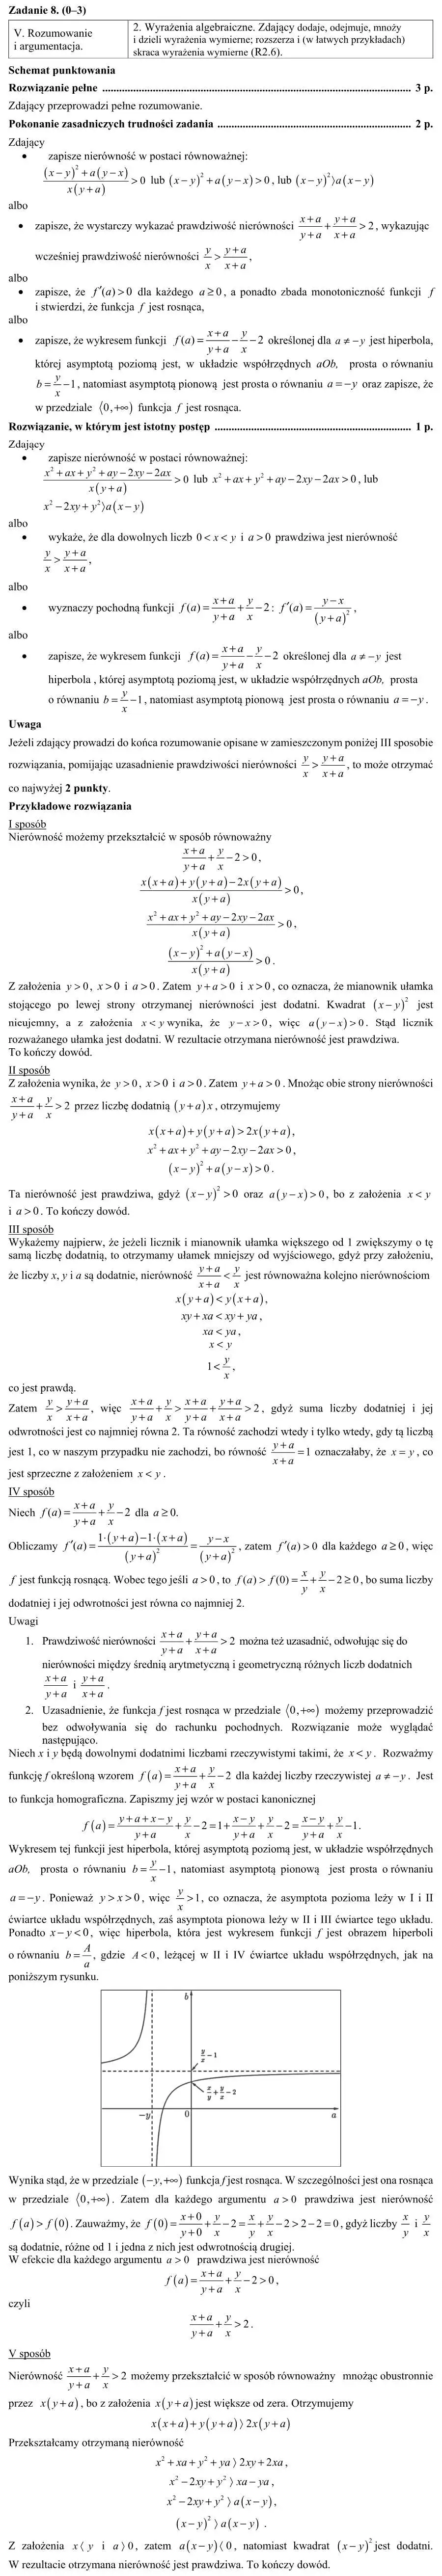 Zadanie 8. (0–3)
V. Rozumowanie i argumentacja.
2. Wyrażenia algebraiczne. Zdający dodaje, odejmuje, mnoży
i dzieli wyrażenia wymierne; rozszerza i (w łatwych przykładach)
skraca wyrażenia wymierne (R2.6).
Schemat punktowania
Rozwiązanie pełne ........................................................................ 3 p.
Zdający przeprowadzi pełne rozumowanie.
Pokonanie zasadniczych trudności zadania ........................................................ 2 p.
Zdający
• zapisze nierówność w postaci równoważnej:
((x−y)²+a(y−x))/(x(y+a)) > 0 lub (x−y)²+a(y−x)>0, lub (x−y)²⟩a(x−y)
albo
• zapisze, że wystarczy wykazać prawdziwość nierówności (x+a)/(y+a)+(y+a)/(x+a)>2, wykazując
wcześniej prawdziwość nierówności y/x>(y+a)/(x+a),
albo
• zapisze, że f′(a)>0 dla każdego a≥0, a ponadto zbada monotoniczność funkcji f
i stwierdzi, że funkcja f jest rosnąca,
albo
• zapisze, że wykresem funkcji f(a)=(x+a)/(y+a)−y/x−2 określonej dla a≠−y jest hiperbola,
której asymptotą poziomą jest, w układzie współrzędnych aOb, prosta o równaniu
b=y/x−1, natomiast asymptotą pionową jest prosta o równaniu a=−y oraz zapisze, że
w przedziale ⟨0,+∞) funkcja f jest rosnąca.
Rozwiązanie, w którym jest istotny postęp ........................................................ 1 p.
Zdający
• zapisze nierówność w postaci równoważnej:
(x²+ax+y²+ay−2xy−2ax)/(x(y+a)) > 0 lub x²+ax+y²+ay−2xy−2ax>0, lub
x²−2xy+y²⟩a(x−y)
albo
• wykaże, że dla dowolnych liczb 0<x<y i a>0 prawdziwa jest nierówność
y/x>(y+a)/(x+a),
albo
• wyznaczy pochodną funkcji f(a)=(x+a)/(y+a)+y/x−2: f′(a)=(y−x)/(y+a)²,
albo
• zapisze, że wykresem funkcji f(a)=(x+a)/(y+a)−y/x−2 określonej dla a≠−y jest
hiperbola , której asymptotą poziomą jest, w układzie współrzędnych aOb, prosta
o równaniu b=y/x−1, natomiast asymptotą pionową jest prosta o równaniu a=−y.
Uwaga
Jeżeli zdający prowadzi do końca rozumowanie opisane w zamieszczonym poniżej III sposobie
rozwiązania, pomijając uzasadnienie prawdziwości nierówności y/x>(y+a)/(x+a), to może otrzymać
co najwyżej 2 punkty.
Przykładowe rozwiązania
I sposób
Nierówność możemy przekształcić w sposób równoważny
(x+a)/(y+a)+y/x−2>0,
(x(x+a)+y(y+a)−2x(y+a))/(x(y+a))>0,
(x²+ax+y²+ay−2xy−2ax)/(x(y+a))>0,
((x−y)²+a(y−x))/(x(y+a))>0.
Z założenia y>0, x>0 i a>0. Zatem y+a>0 i x>0, co oznacza, że mianownik ułamka
stojącego po lewej strony otrzymanej nierówności jest dodatni. Kwadrat (x−y)² jest
nieujemny, a z założenia x<y wynika, że y−x>0, więc a(y−x)>0. Stąd licznik
rozważanego ułamka jest dodatni. W rezultacie otrzymana nierówność jest prawdziwa.
To kończy dowód.
II sposób
Z założenia wynika, że y>0, x>0 i a>0. Zatem y+a>0. Mnożąc obie strony nierówności
(x+a)/(y+a)+y/x>2 przez liczbę dodatnią (y+a)x, otrzymujemy
x(x+a)+y(y+a)>2x(y+a),
x²+ax+y²+ay−2xy−2ax>0,
(x−y)²+a(y−x)>0.
Ta nierówność jest prawdziwa, gdyż (x−y)²>0 oraz a(y−x)>0, bo z założenia x<y
i a>0. To kończy dowód.
III sposób
Wykażemy najpierw, że jeżeli licznik i mianownik ułamka większego od 1 zwiększymy o tę
samą liczbę dodatnią, to otrzymamy ułamek mniejszy od wyjściowego, gdyż przy założeniu,
że liczby x, y i a są dodatnie, nierówność (y+a)/(x+a)<y/x jest równoważna kolejno nierównościom
x(y+a)<y(x+a),
xy+xa<xy+ya,
xa<ya,
x<y
1<y/x,
co jest prawdą.
Zatem y/x>(y+a)/(x+a), więc (x+a)/(y+a)+y/x>(x+a)/(y+a)+(y+a)/(x+a)>2, gdyż suma liczby dodatniej i jej
odwrotności jest co najmniej równa 2. Ta równość zachodzi wtedy i tylko wtedy, gdy tą liczbą
jest 1, co w naszym przypadku nie zachodzi, bo równość (y+a)/(x+a)=1 oznaczałaby, że x=y, co
jest sprzeczne z założeniem x<y.
IV sposób
Niech f(a)=(x+a)/(y+a)+y/x−2 dla a≥0.
Obliczamy f′(a)=(1·(y+a)−1·(x+a))/(y+a)²=(y−x)/(y+a)², zatem f′(a)>0 dla każdego a≥0, więc
f jest funkcją rosnącą. Wobec tego jeśli a>0, to f(a)>f(0)=x/y+y/x−2≥0, bo suma liczby
dodatniej i jej odwrotności jest równa co najmniej 2.
Uwagi
1. Prawdziwość nierówności (x+a)/(y+a)+(y+a)/(x+a)>2 można też uzasadnić, odwołując się do
nierówności między średnią arytmetyczną i geometryczną różnych liczb dodatnich
(x+a)/(y+a) i (y+a)/(x+a).
2. Uzasadnienie, że funkcja f jest rosnąca w przedziale ⟨0,+∞) możemy przeprowadzić
bez odwoływania się do rachunku pochodnych. Rozwiązanie może wyglądać
następująco.
Niech x i y będą dowolnymi dodatnimi liczbami rzeczywistymi takimi, że x<y. Rozważmy
funkcję f określoną wzorem f(a)=(x+a)/(y+a)+y/x−2 dla każdej liczby rzeczywistej a≠−y. Jest
to funkcja homograficzna. Zapiszmy jej wzór w postaci kanonicznej
f(a)=(y+a+x−y)/(y+a)+y/x−2=1+(x−y)/(y+a)+y/x−2=(x−y)/(y+a)+y/x−1.
Wykresem tej funkcji jest hiperbola, której asymptotą poziomą jest, w układzie współrzędnych
aOb, prosta o równaniu b=y/x−1, natomiast asymptotą pionową jest prosta o równaniu
a=−y. Ponieważ y>x>0, więc y/x>1, co oznacza, że asymptota pozioma leży w I i II
ćwiartce układu współrzędnych, zaś asymptota pionowa leży w II i III ćwiartce tego układu.
Ponadto x−y<0, więc hiperbola, która jest wykresem funkcji f jest obrazem hiperboli
o równaniu b=A/a, gdzie A<0, leżącej w II i IV ćwiartce układu współrzędnych, jak na
poniższym rysunku.
b
y/x−1
x/y+y/x−2
−y 0 a
Wynika stąd, że w przedziale (−y,+∞) funkcja f jest rosnąca. W szczególności jest ona rosnąca
w przedziale ⟨0,+∞). Zatem dla każdego argumentu a>0 prawdziwa jest nierówność
f(a)>f(0). Zauważmy, że f(0)=(x+0)/(y+0)+y/x−2=x/y+y/x−2>2−2=0, gdyż liczby x/y i y/x
są dodatnie, różne od 1 i jedna z nich jest odwrotnością drugiej.
W efekcie dla każdego argumentu a>0 prawdziwa jest nierówność
f(a)=(x+a)/(y+a)+y/x−2>0,
czyli
(x+a)/(y+a)+y/x>2.
V sposób
Nierówność (x+a)/(y+a)+y/x>2 możemy przekształcić w sposób równoważny mnożąc obustronnie
przez x(y+a), bo z założenia x(y+a) jest większe od zera. Otrzymujemy
x(x+a)+y(y+a)⟩2x(y+a)
Przekształcamy otrzymaną nierówność
x²+xa+y²+ya⟩2xy+2xa,
x²−2xy+y²⟩xa−ya,
x²−2xy+y²⟩a(x−y),
(x−y)²⟩a(x−y) .
Z założenia x⟨y i a⟩0, zatem a(x−y)⟨0, natomiast kwadrat (x−y)² jest dodatni.
W rezultacie otrzymana nierówność jest prawdziwa. To kończy dowód.